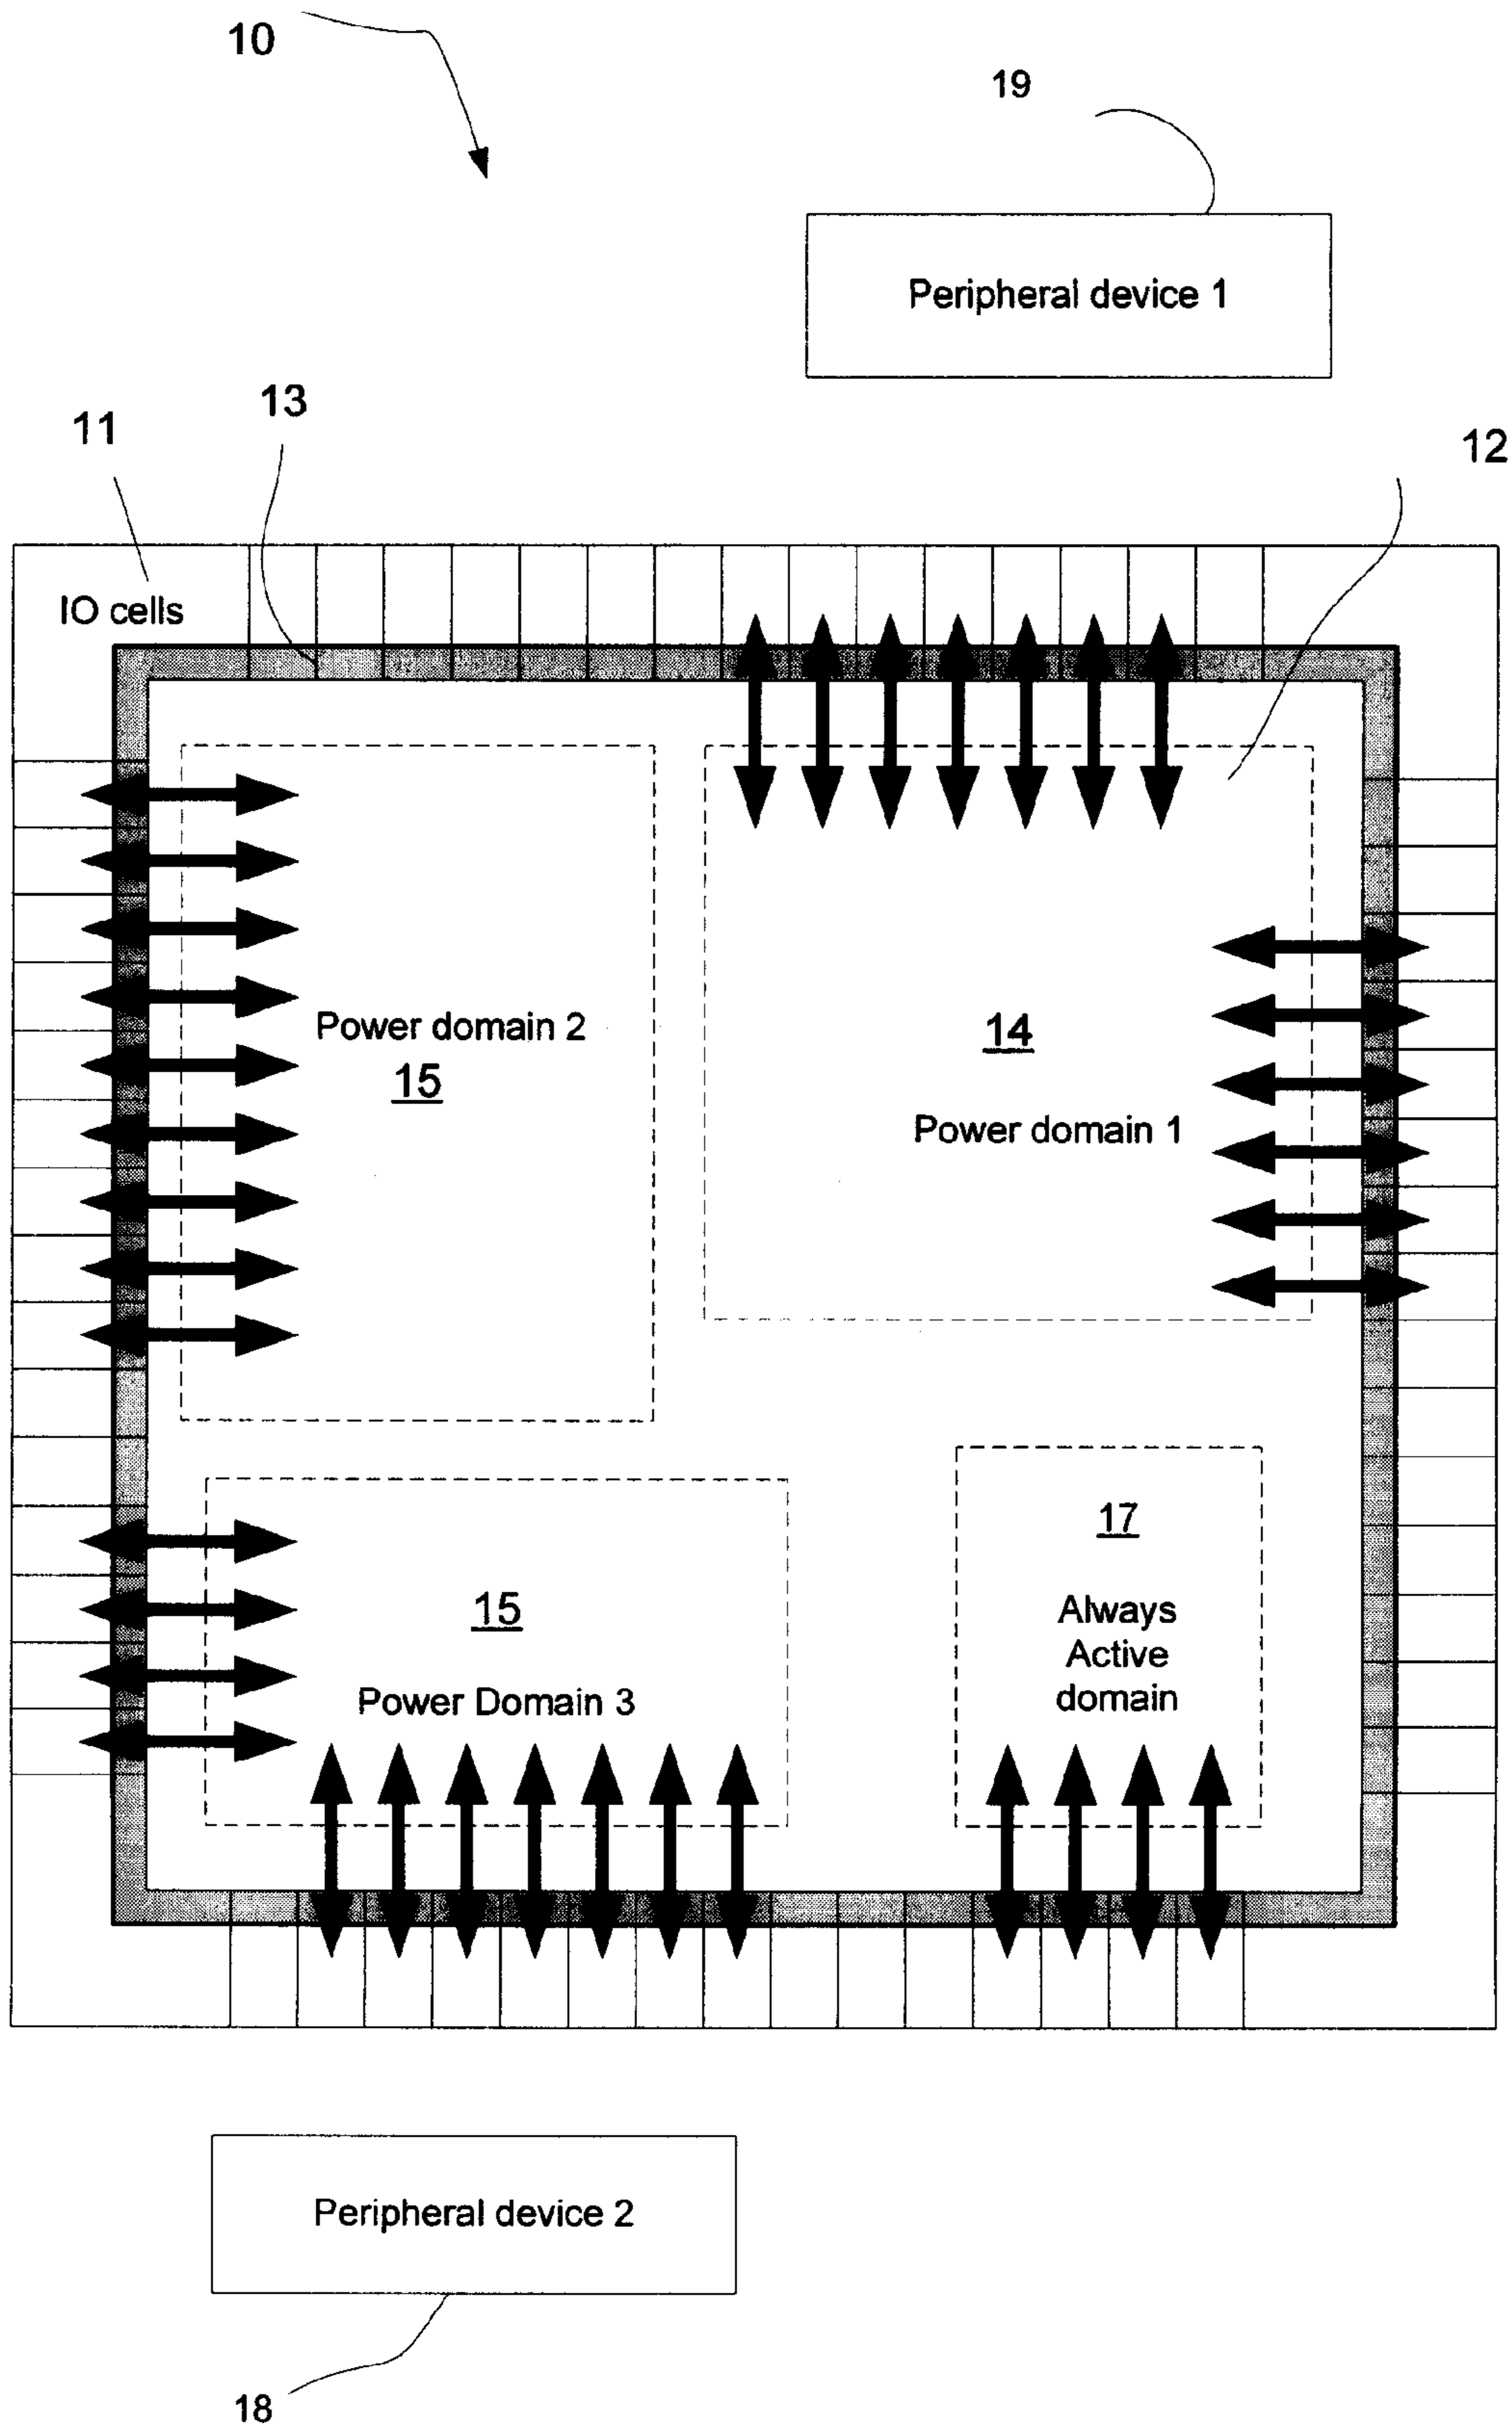 10
19
Peripheral device 1
13
11
12
IO cells
Power domain 2
15
14
Power domain 1
17
Always
Active
domain
15
Power Domain 3
Peripheral device 2
18